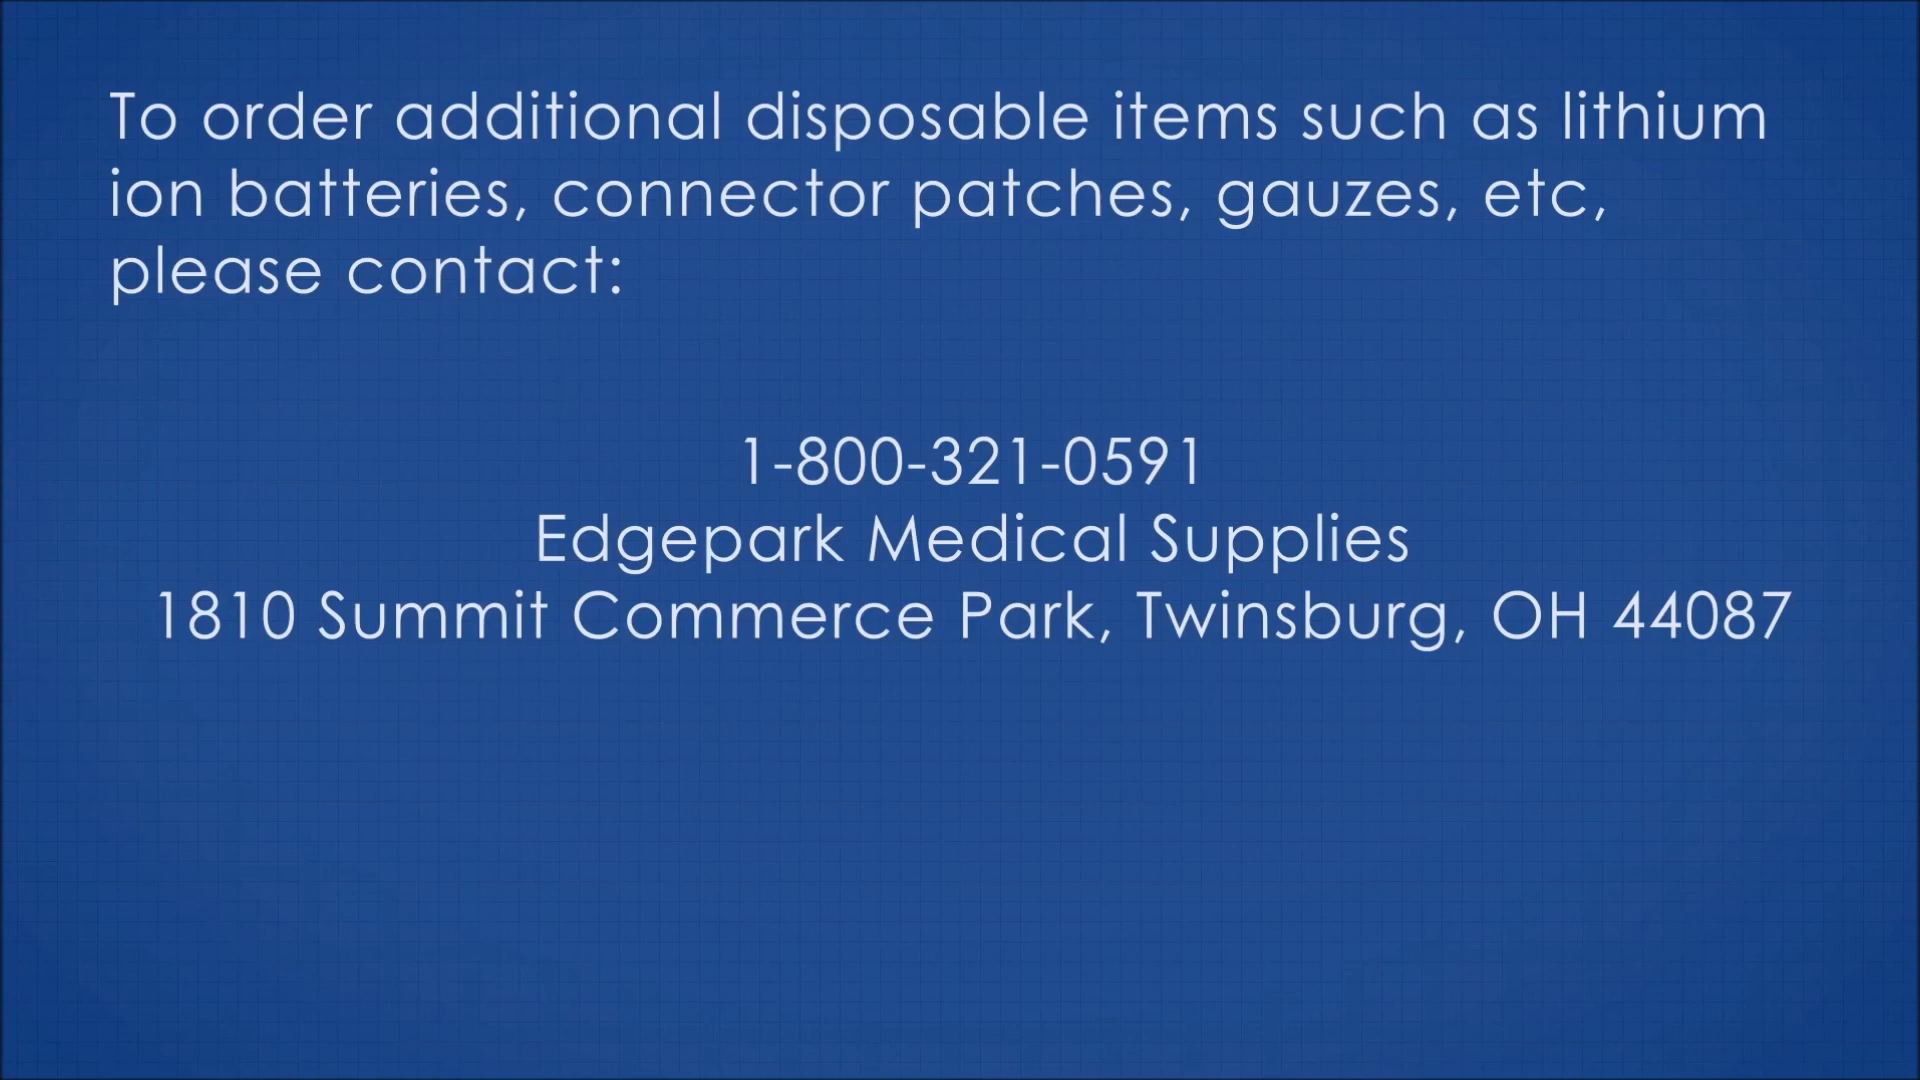 To order additional disposable items such as lithium
ion batteries, connector patches, gauzes, etc,
please contact:
1-800-321-0591
Edgepark Medical Supplies
1810 Summit Commerce Park, Twinsburg, OH 44087